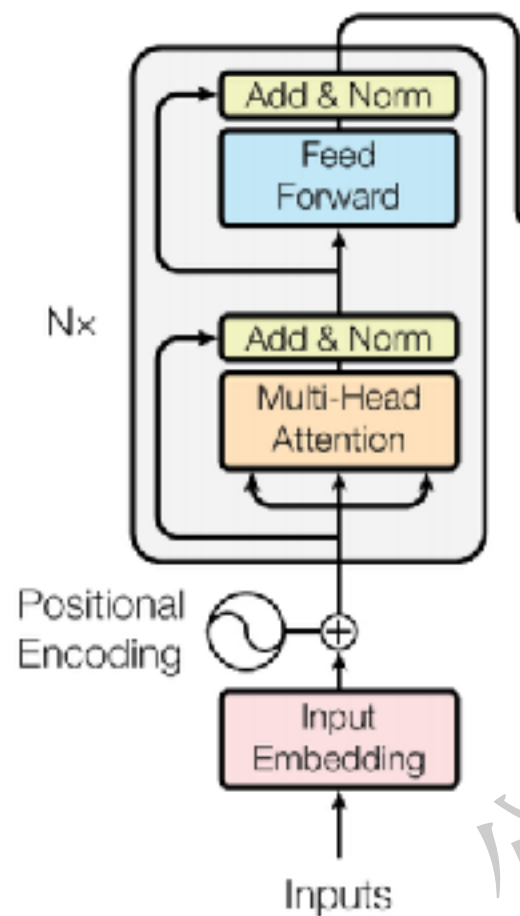 Add & Norm
Feed
Forward
Nx
Add & Norm
Multi-Head
Attention
Positional
Encoding
Input
Embedding
Inputs